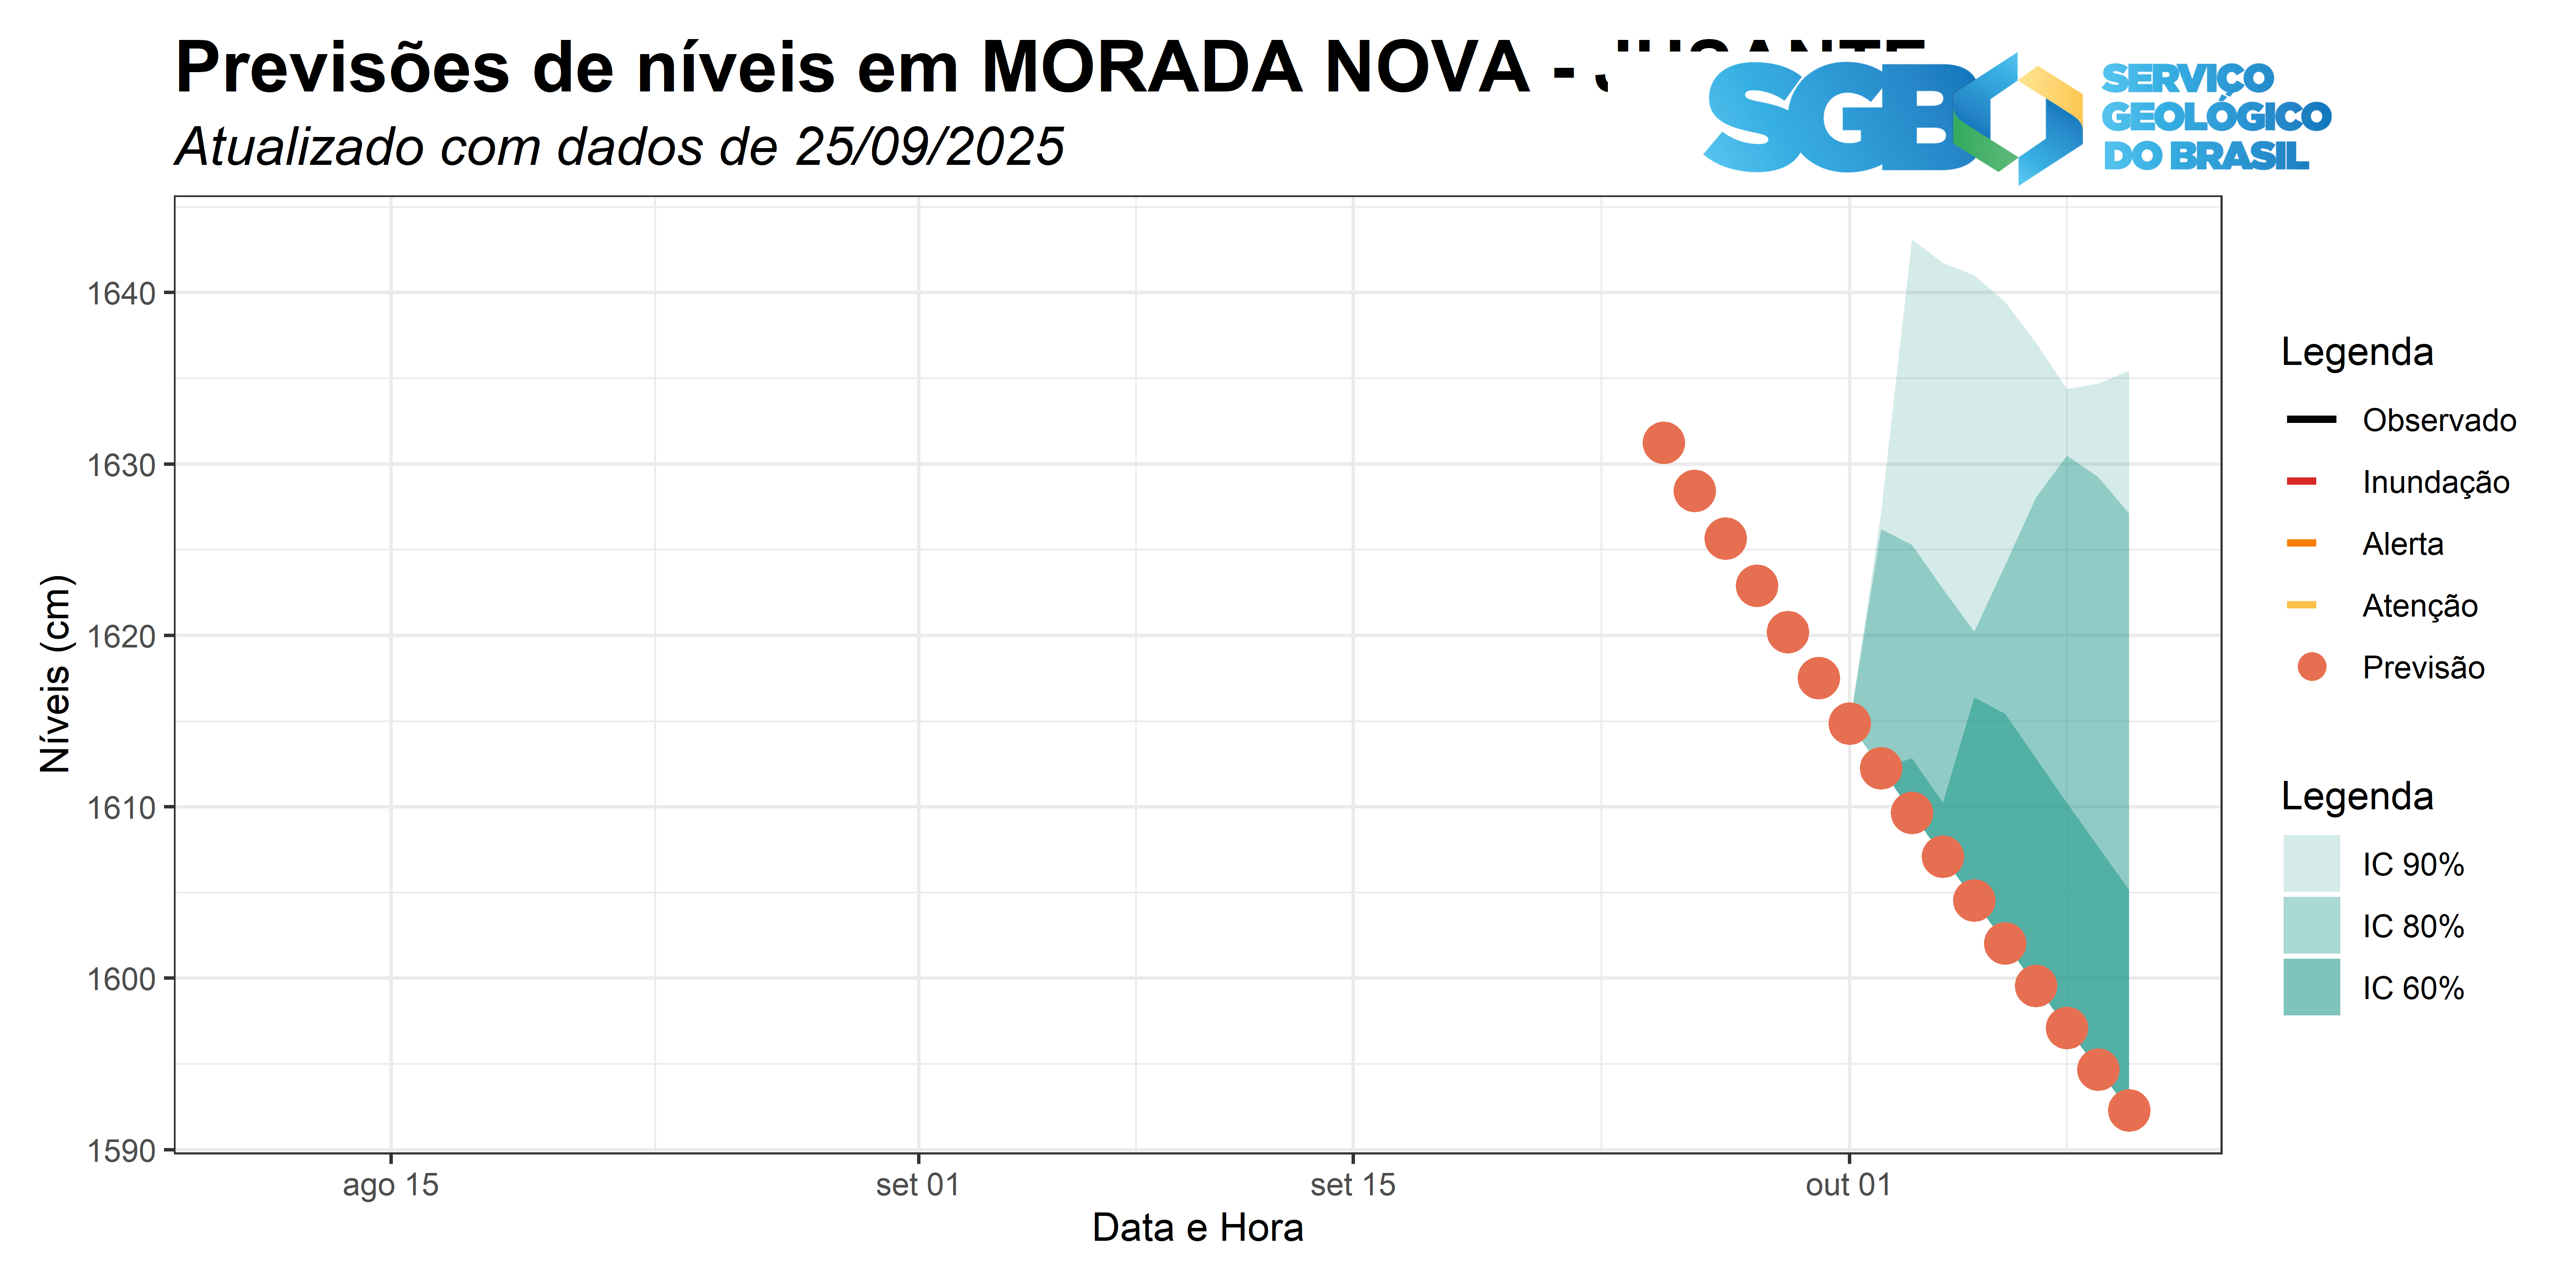 Previsões de níveis em MORADA NOVA -
Atualizado com dados de 25/09/2025
SGB
SERVIÇO
GEOLÓGICO
DO BRASIL
Níveis (cm)
1640
1630
1620
1610
1600
1590
ago 15
set 01
set 15
out 01
Data e Hora
Legenda
Observado
Inundação
Alerta
Atenção
Previsão
Legenda
IC 90%
IC 80%
IC 60%